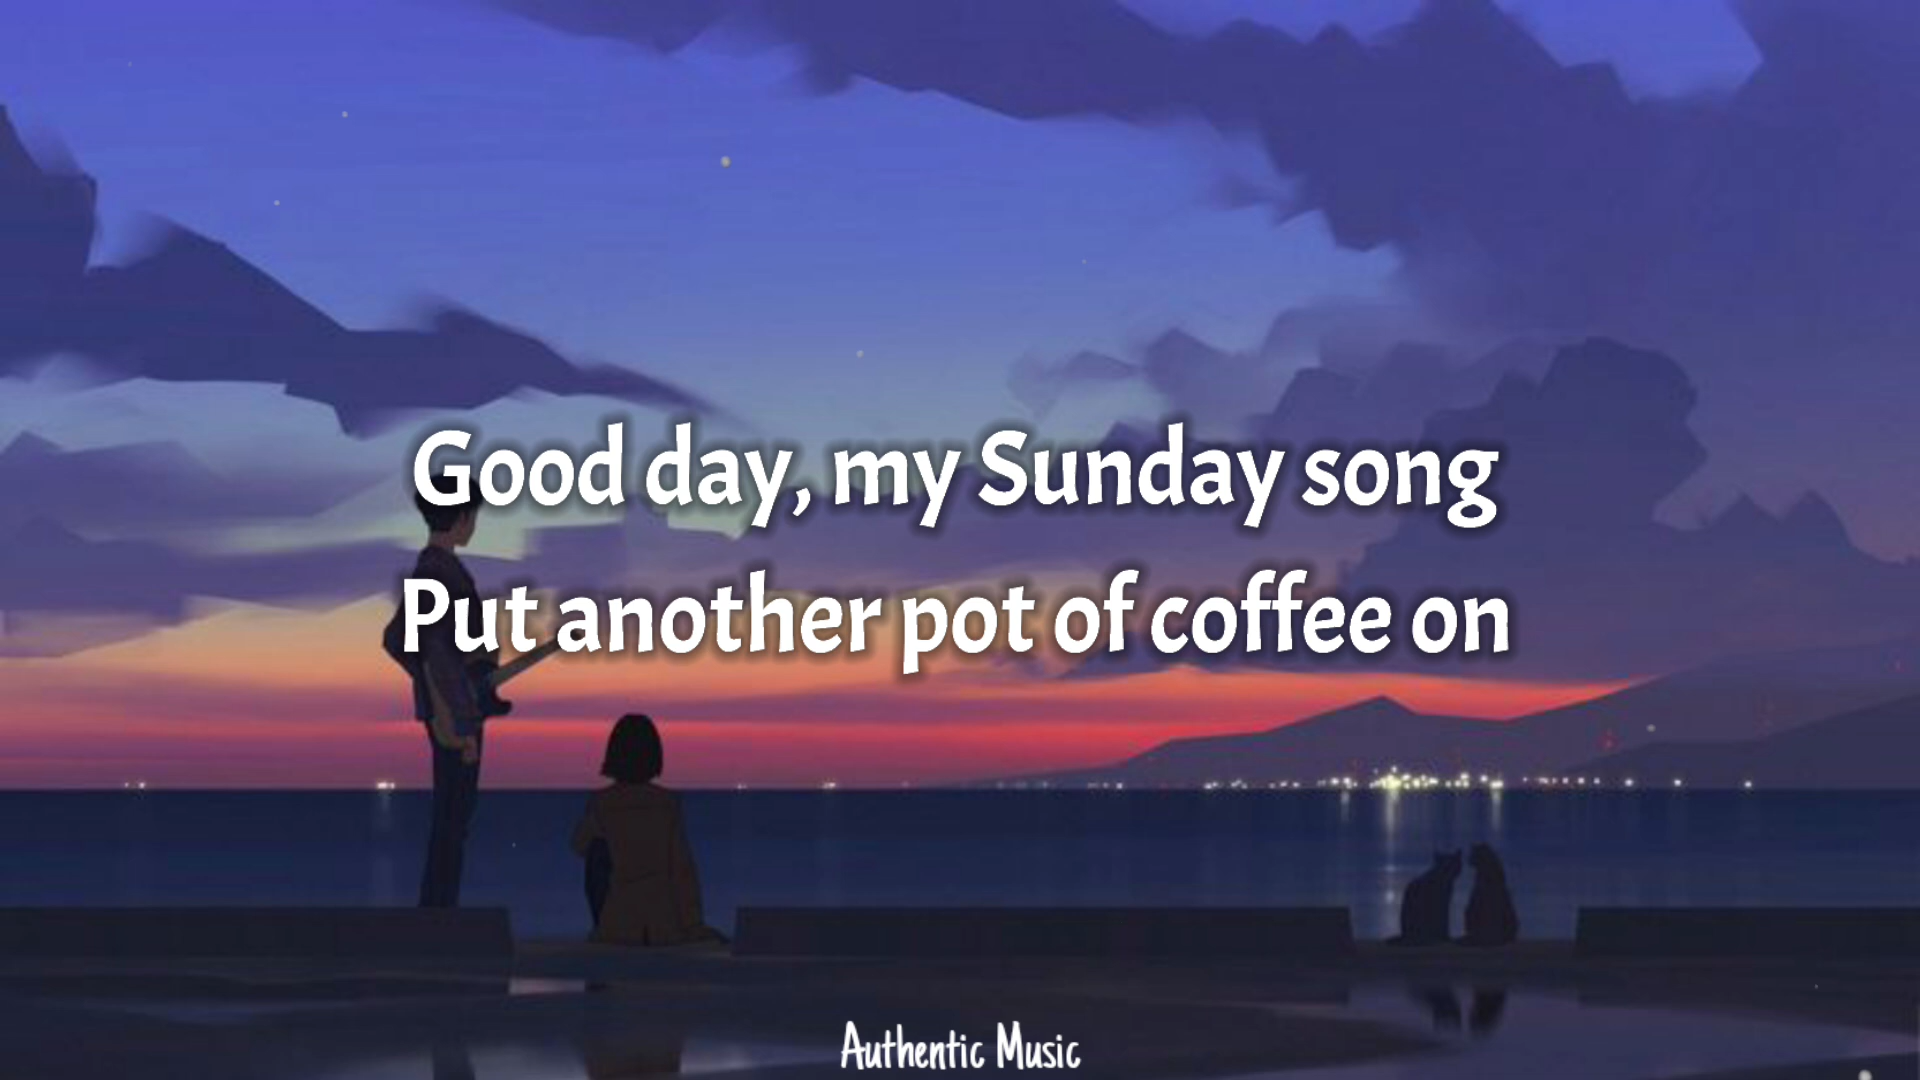 Good day, my Sunday song
Put another pot of coffee on
Authentic Music